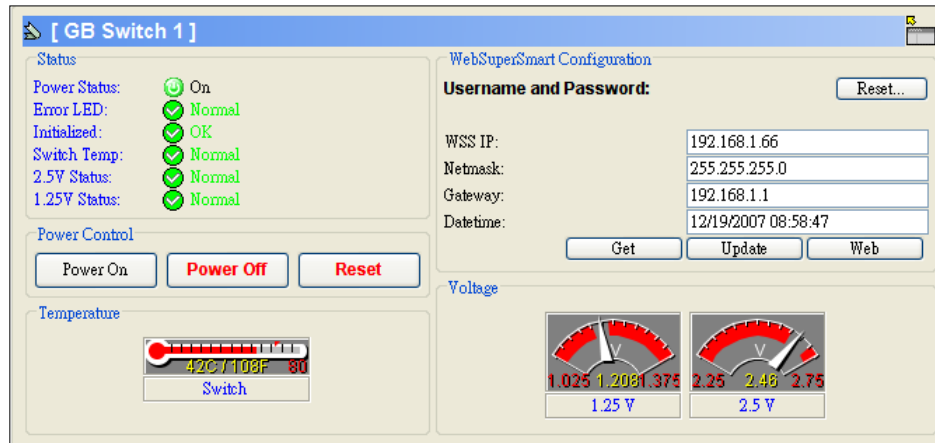 [ GB Switch 1 ]
Status
Power Status: On
Error LED: Normal
Initialized: OK
Switch Temp: Normal
2.5V Status: Normal
1.25V Status: Normal
Power Control
Power On Power Off Reset
Temperature
42C / 108F 80
Switch
WebSuperSmart Configuration
Username and Password: Reset...
WSS IP: 192.168.1.66
Netmask: 255.255.255.0
Gateway: 192.168.1.1
Datetime: 12/19/2007 08:58:47
Get Update Web
Voltage
V V
1.025 1.208 1.375 2.25 2.46 2.75
1.25 V 2.5 V